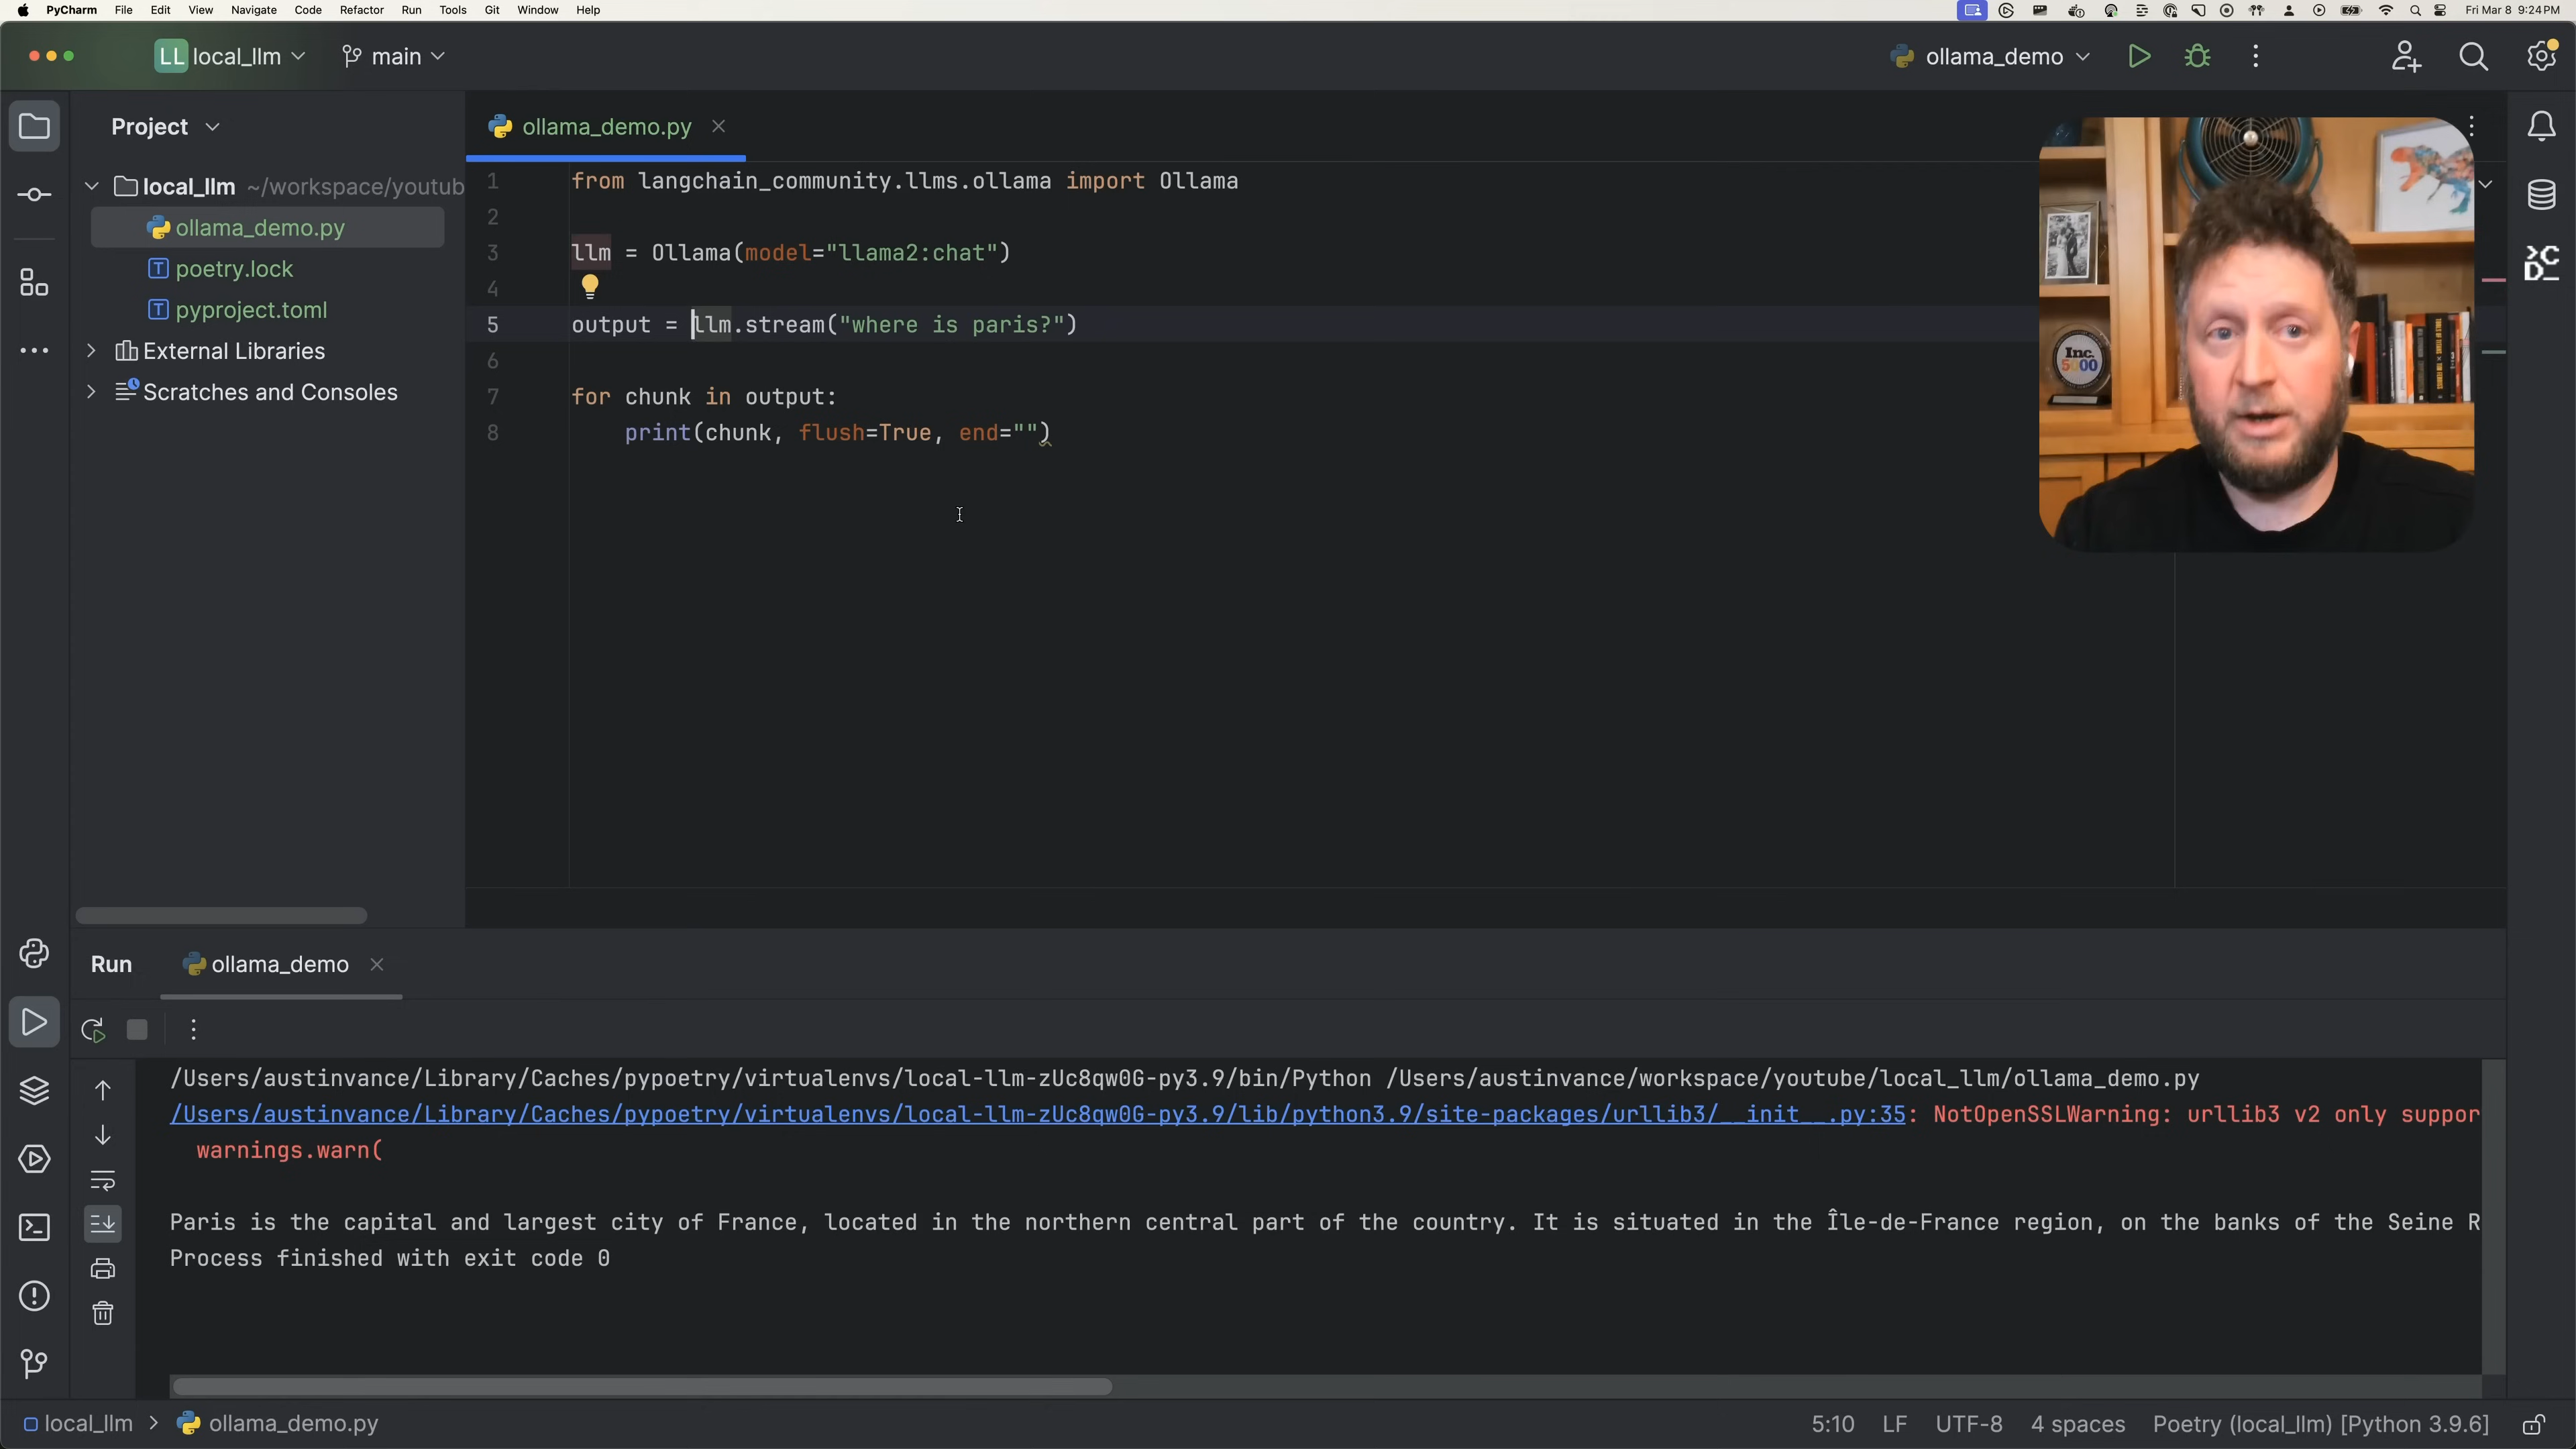 PyCharm File Edit View Navigate Code Refactor Run Tools Git Window Help Fri Mar 8 9:24 PM
LL local_llm main ollama_demo
Project
ollama_demo.py
local_llm ~/workspace/youtub
ollama_demo.py
poetry.lock
pyproject.toml
External Libraries
Scratches and Consoles
1 from langchain_community.llms.ollama import Ollama
2
3 llm = Ollama(model="llama2:chat")
4
5 output = llm.stream("where is paris?")
6
7 for chunk in output:
8 print(chunk, flush=True, end="")
Inc.
5000
Run ollama_demo
/Users/austinvance/Library/Caches/pypoetry/virtualenvs/local-llm-zUc8qw0G-py3.9/bin/Python /Users/austinvance/workspace/youtube/local_llm/ollama_demo.py
/Users/austinvance/Library/Caches/pypoetry/virtualenvs/local-llm-zUc8qw0G-py3.9/lib/python3.9/site-packages/urllib3/__init__.py:35: NotOpenSSLWarning: urllib3 v2 only suppor
warnings.warn(
Paris is the capital and largest city of France, located in the northern central part of the country. It is situated in the Île-de-France region, on the banks of the Seine R
Process finished with exit code 0
local_llm > ollama_demo.py 5:10 LF UTF-8 4 spaces Poetry (local_llm) [Python 3.9.6]